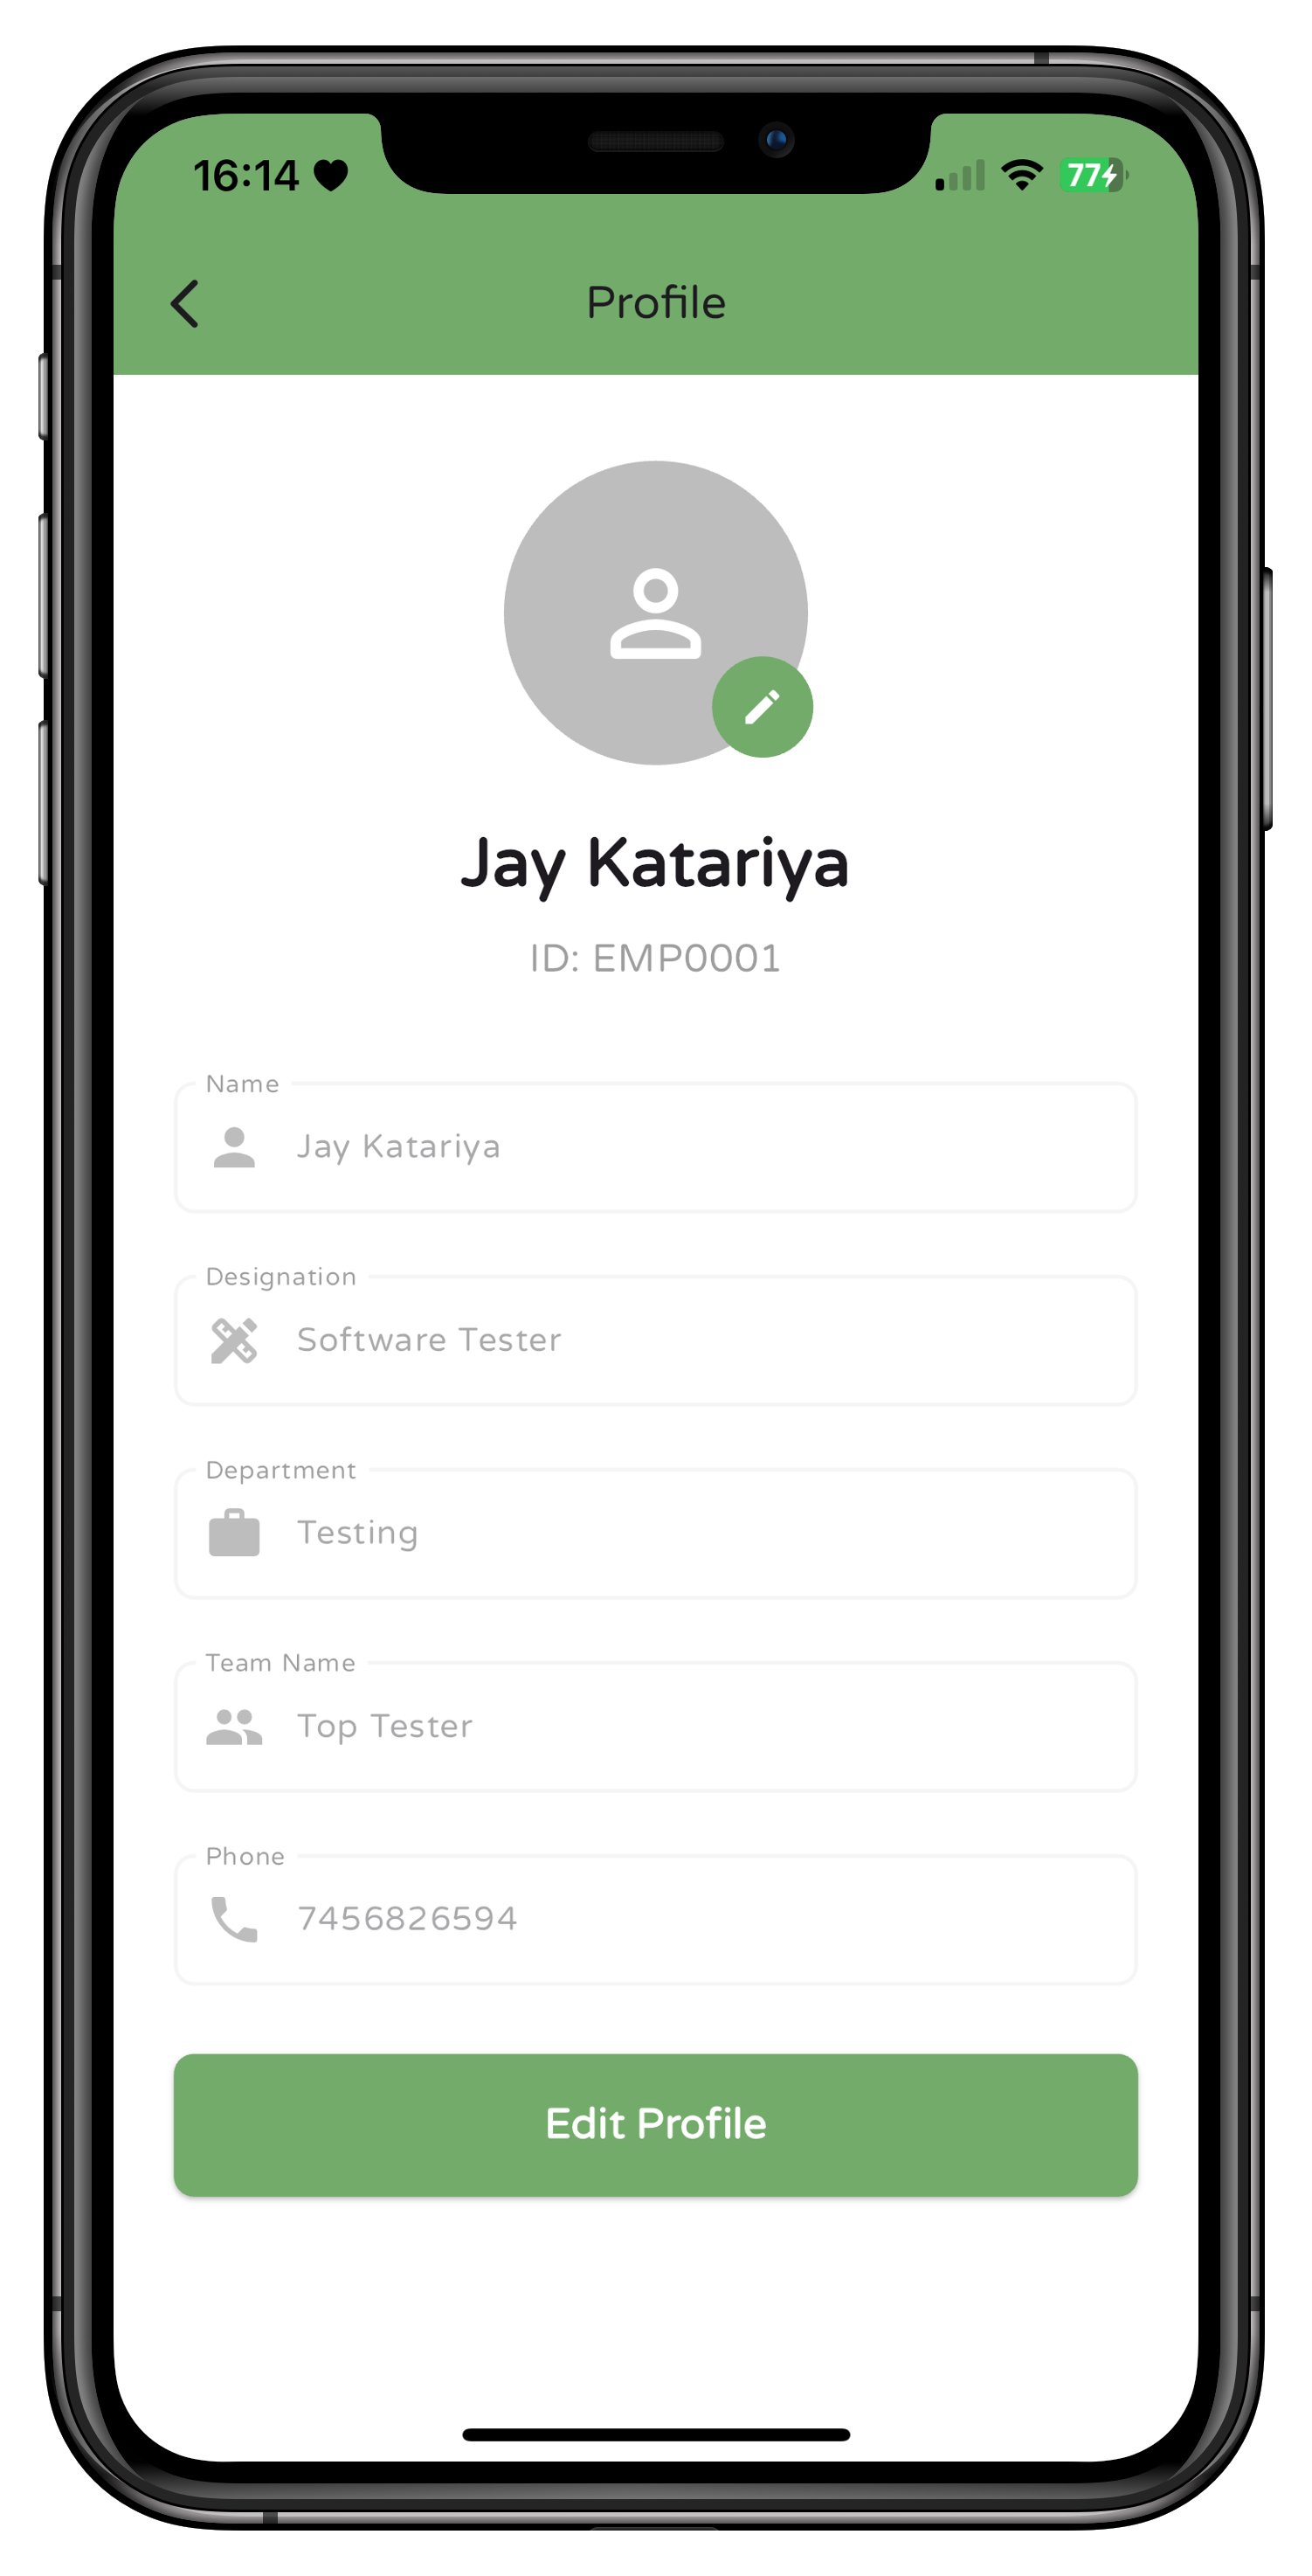 16:14
77
Profile
Jay Katariya
ID: EMP0001
Name
Jay Katariya
Designation
Software Tester
Department
Testing
Team Name
Top Tester
Phone
7456826594
Edit Profile